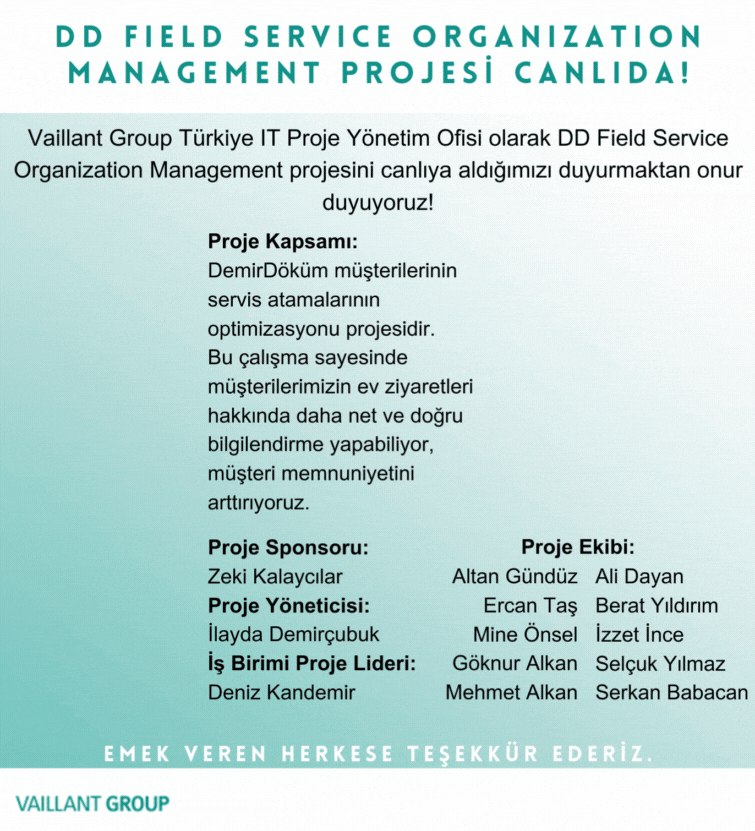 DD FIELD SERVICE ORGANIZATION
MANAGEMENT PROJESİ CANLIDA!
Vaillant Group Türkiye IT Proje Yönetim Ofisi olarak DD Field Service
Organization Management projesini canlıya aldığımızı duyurmaktan onur
duyuyoruz!
Proje Kapsamı:
DemirDöküm müşterilerinin
servis atamalarının
optimizasyonu projesidir.
Bu çalışma sayesinde
müşterilerimizin ev ziyaretleri
hakkında daha net ve doğru
bilgilendirme yapabiliyor,
müşteri memnuniyetini
arttırıyoruz.
Proje Sponsoru:
Zeki Kalaycılar
Proje Yöneticisi:
İlayda Demirçubuk
İş Birimi Proje Lideri:
Deniz Kandemir
Proje Ekibi:
Altan Gündüz Ali Dayan
Ercan Taş Berat Yıldırım
Mine Önsel İzzet İnce
Göknur Alkan Selçuk Yılmaz
Mehmet Alkan Serkan Babacan
EMEK VEREN HERKESE TEŞEKKÜR EDERİZ.
VAILLANT GROUP